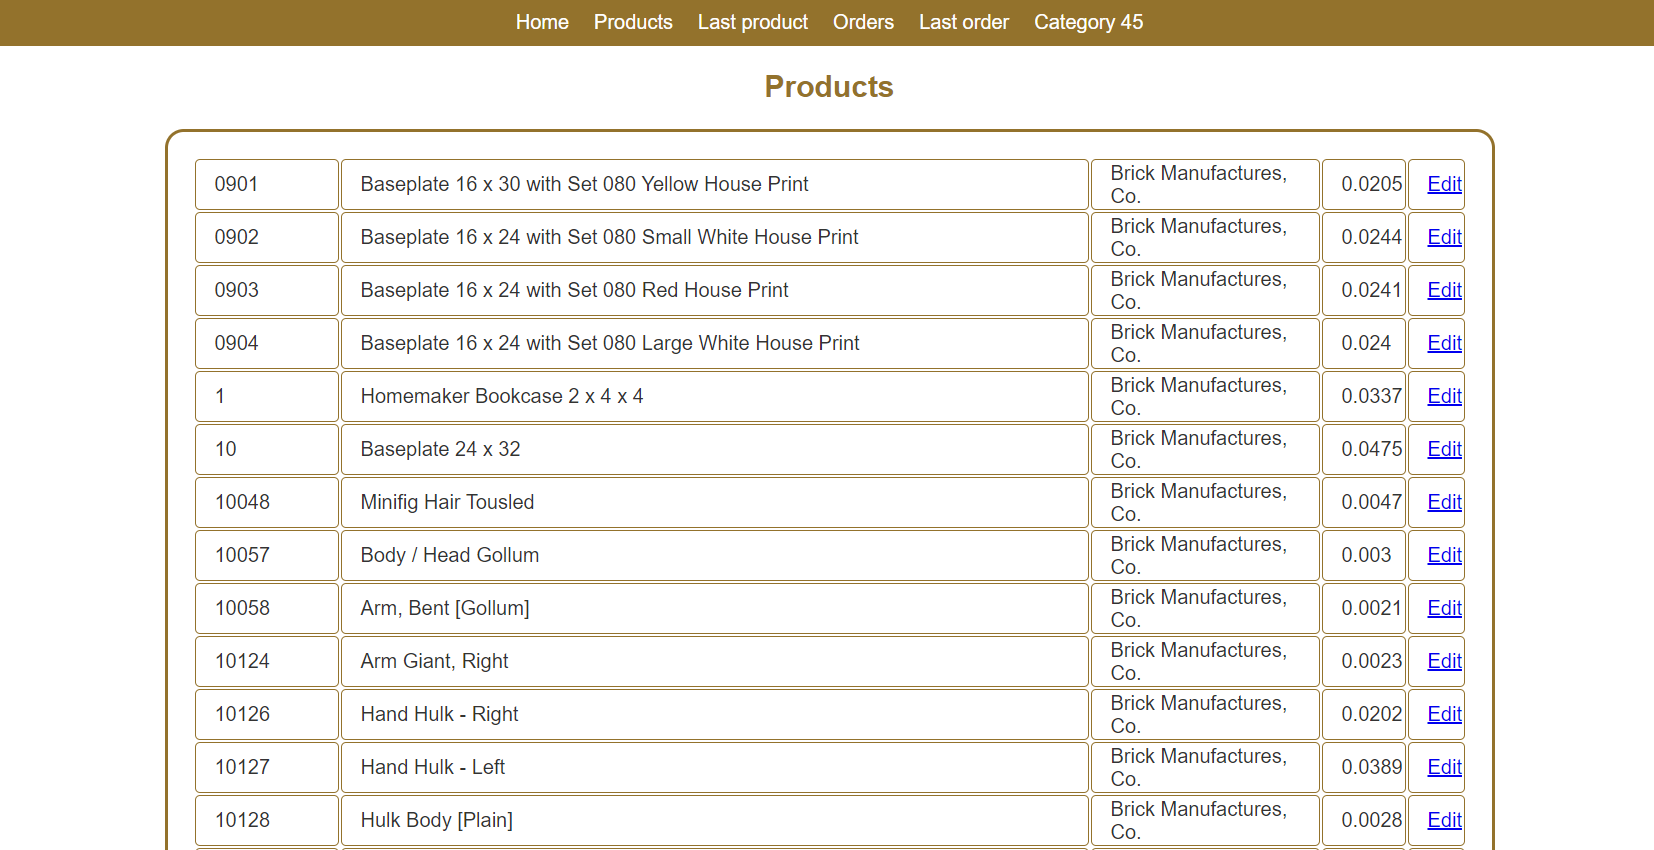 Home Products Last product Orders Last order Category 45
Products
0901 Baseplate 16 x 30 with Set 080 Yellow House Print Brick Manufactures, Co. 0.0205 Edit
0902 Baseplate 16 x 24 with Set 080 Small White House Print Brick Manufactures, Co. 0.0244 Edit
0903 Baseplate 16 x 24 with Set 080 Red House Print Brick Manufactures, Co. 0.0241 Edit
0904 Baseplate 16 x 24 with Set 080 Large White House Print Brick Manufactures, Co. 0.024 Edit
1 Homemaker Bookcase 2 x 4 x 4 Brick Manufactures, Co. 0.0337 Edit
10 Baseplate 24 x 32 Brick Manufactures, Co. 0.0475 Edit
10048 Minifig Hair Tousled Brick Manufactures, Co. 0.0047 Edit
10057 Body / Head Gollum Brick Manufactures, Co. 0.003 Edit
10058 Arm, Bent [Gollum] Brick Manufactures, Co. 0.0021 Edit
10124 Arm Giant, Right Brick Manufactures, Co. 0.0023 Edit
10126 Hand Hulk - Right Brick Manufactures, Co. 0.0202 Edit
10127 Hand Hulk - Left Brick Manufactures, Co. 0.0389 Edit
10128 Hulk Body [Plain] Brick Manufactures, Co. 0.0028 Edit